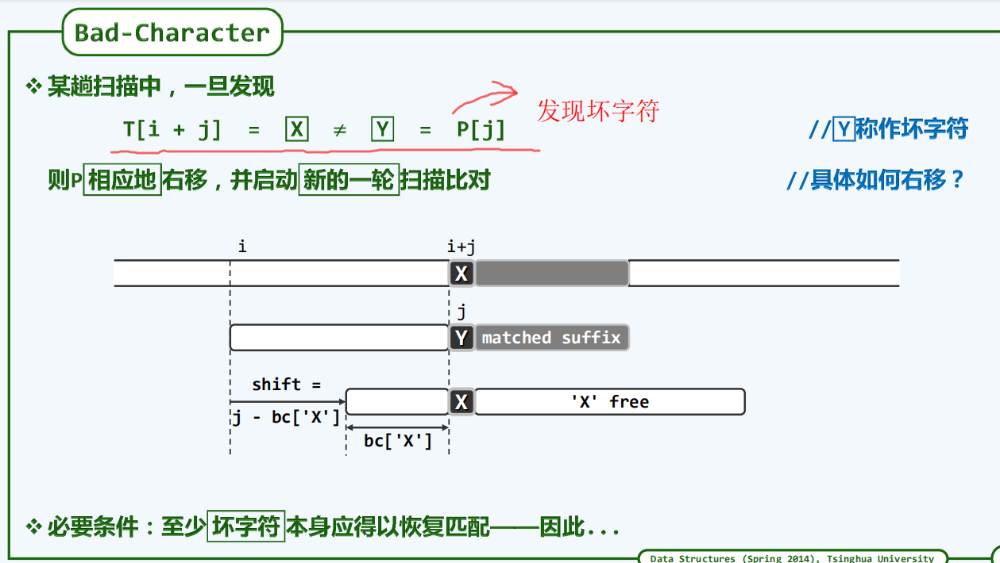 Bad-Character
❖ 某趟扫描中，一旦发现
T[i + j] = X ≠ Y = P[j]
发现坏字符
//Y称作坏字符
则P相应地右移，并启动新的一轮扫描比对
//具体如何右移？
i
i+j
X
j
Y
matched suffix
shift =
j - bc['X']
X
'X' free
bc['X']
❖ 必要条件：至少坏字符本身应得以恢复匹配——因此...
Data Structures (Spring 2014), Tsinghua University